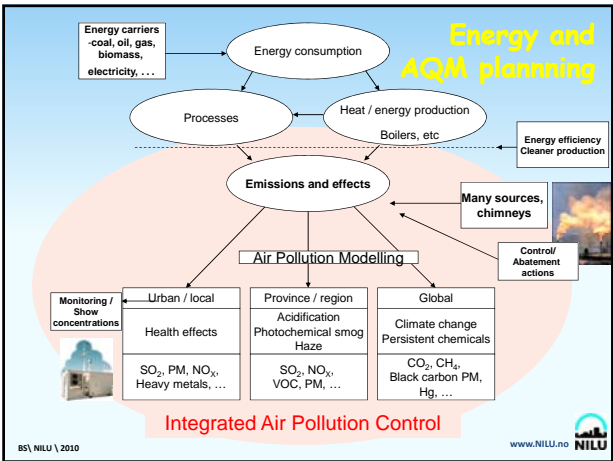 Energy and
AQM plannning
Energy carriers
-coal, oil, gas,
biomass,
electricity, . . .
Energy consumption
Processes
Heat / energy production
Boilers, etc
Energy efficiency
Cleaner production
Emissions and effects
Many sources,
chimneys
Control/
Abatement
actions
Air Pollution Modelling
Monitoring /
Show
concentrations
Urban / local
Health effects
SO₂, PM, NOₓ,
Heavy metals, …
Province / region
Acidification
Photochemical smog
Haze
SO₂, NOₓ,
VOC, PM, …
Global
Climate change
Persistent chemicals
CO₂, CH₄,
Black carbon PM,
Hg, …
Integrated Air Pollution Control
BS\ NILU \ 2010
www.NILU.no
NILU